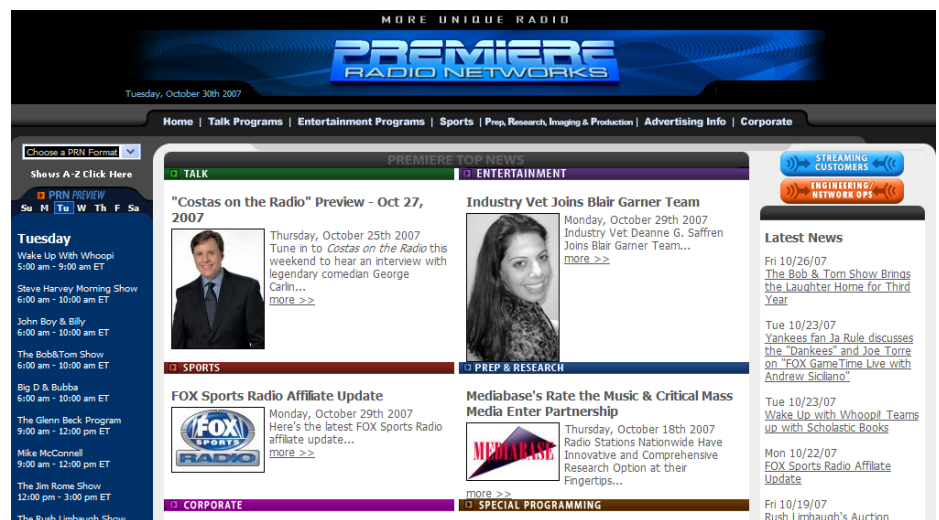 MORE UNIQUE RADIO
PREMIERE
RADIO NETWORKS
Tuesday, October 30th 2007
Home | Talk Programs | Entertainment Programs | Sports | Prep, Research, Imaging & Production | Advertising Info | Corporate
Choose a PRN Format
Shows A-Z Click Here
PRN PREVIEW
Su M Tu W Th F Sa
Tuesday
Wake Up With Whoopi
5:00 am - 9:00 am ET
Steve Harvey Morning Show
6:00 am - 10:00 am ET
John Boy & Billy
6:00 am - 10:00 am ET
The Bob&Tom Show
6:00 am - 10:00 am ET
Big D & Bubba
6:00 am - 10:00 am ET
The Glenn Beck Program
9:00 am - 12:00 pm ET
Mike McConnell
9:00 am - 12:00 pm ET
The Jim Rome Show
12:00 pm - 3:00 pm ET
The Rush Limbaugh Show
PREMIERE TOP NEWS
TALK
"Costas on the Radio" Preview - Oct 27,
2007
Thursday, October 25th 2007
Tune in to Costas on the Radio this
weekend to hear an interview with
legendary comedian George
Carlin...
more >>
ENTERTAINMENT
Industry Vet Joins Blair Garner Team
Monday, October 29th 2007
Industry Vet Deanne G. Saffren
Joins Blair Garner Team...
more >>
SPORTS
FOX Sports Radio Affiliate Update
FOX
SPORTS
RADIO
Monday, October 29th 2007
Here's the latest FOX Sports Radio
affiliate update...
more >>
PREP & RESEARCH
Mediabase's Rate the Music & Critical Mass
Media Enter Partnership
MEDIABASE
Thursday, October 18th 2007
Radio Stations Nationwide Have
Innovative and Comprehensive
Research Option at their
Fingertips...
more >>
CORPORATE
SPECIAL PROGRAMMING
STREAMING
CUSTOMERS
ENGINEERING/
NETWORK OPS
Latest News
Fri 10/26/07
The Bob & Tom Show Brings
the Laughter Home for Third
Year
Tue 10/23/07
Yankees fan Ja Rule discusses
the "Dankees" and Joe Torre
on "FOX GameTime Live with
Andrew Siciliano"
Tue 10/23/07
Wake Up with Whoopi! Teams
up with Scholastic Books
Mon 10/22/07
FOX Sports Radio Affiliate
Update
Fri 10/19/07
Rush Limbaugh's Auction